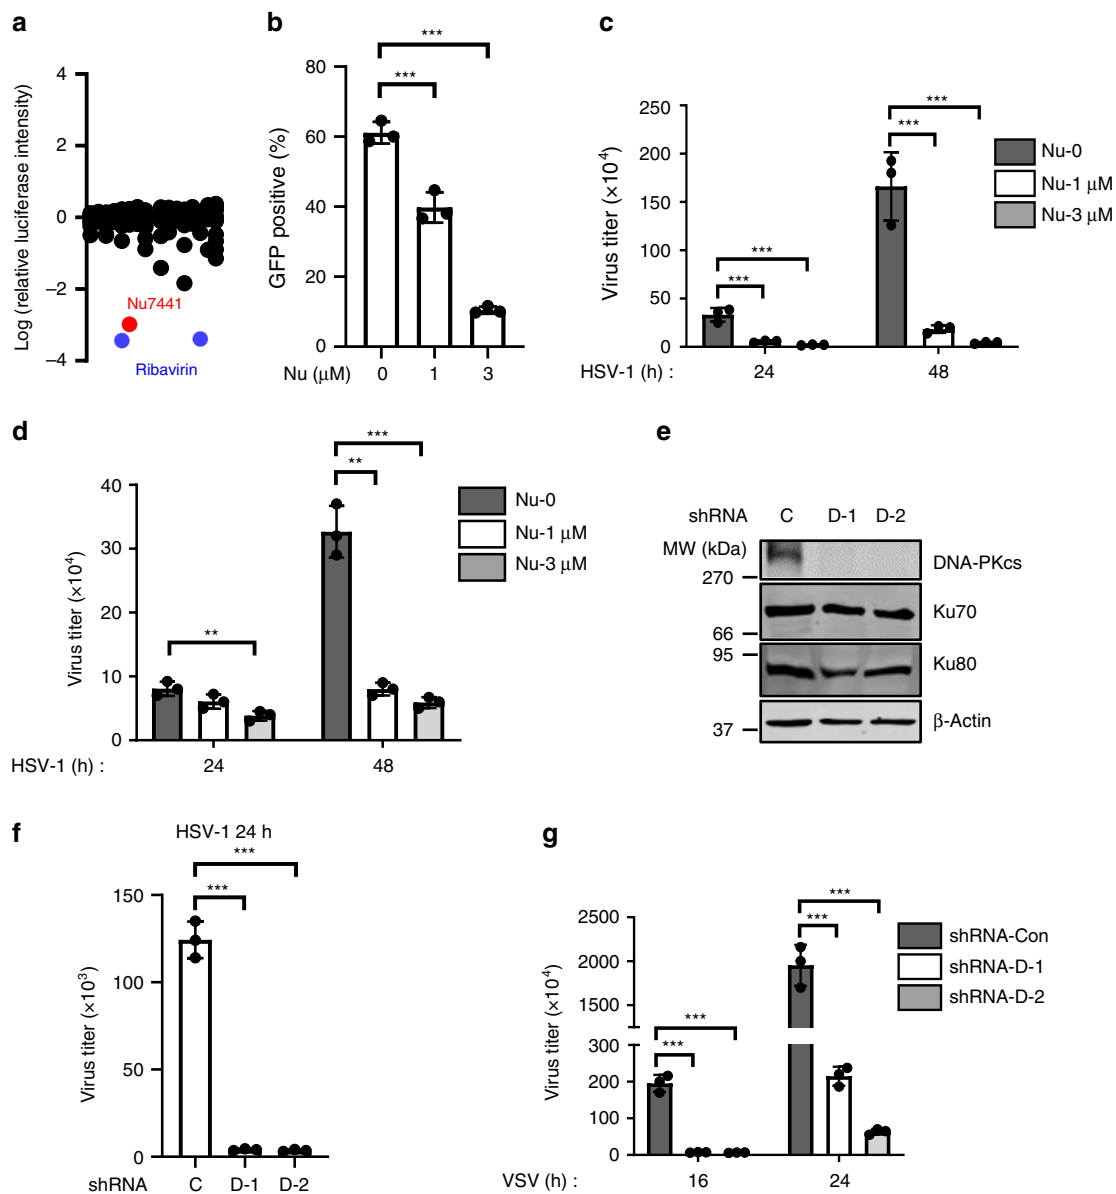 a
Log (relative luciferase intensity)
4
2
0
−2
−4
Nu7441
Ribavirin
b
GFP positive (%)
80
60
40
20
0
***
***
Nu (μM) 0 1 3
c
Virus titer (×10⁴)
250
200
150
100
50
0
***
***
***
***
Nu-0
Nu-1 μM
Nu-3 μM
HSV-1 (h) : 24 48
d
Virus titer (×10⁴)
40
30
20
10
0
**
***
**
Nu-0
Nu-1 μM
Nu-3 μM
HSV-1 (h) : 24 48
e
shRNA C D-1 D-2
MW (kDa)
270
DNA-PKcs
Ku70
66
95
Ku80
37
β-Actin
f
HSV-1 24 h
Virus titer (×10³)
150
100
50
0
***
***
shRNA C D-1 D-2
g
Virus titer (×10⁴)
2500
2000
1500
1000
300
200
100
0
***
***
***
***
shRNA-Con
shRNA-D-1
shRNA-D-2
VSV (h) : 16 24